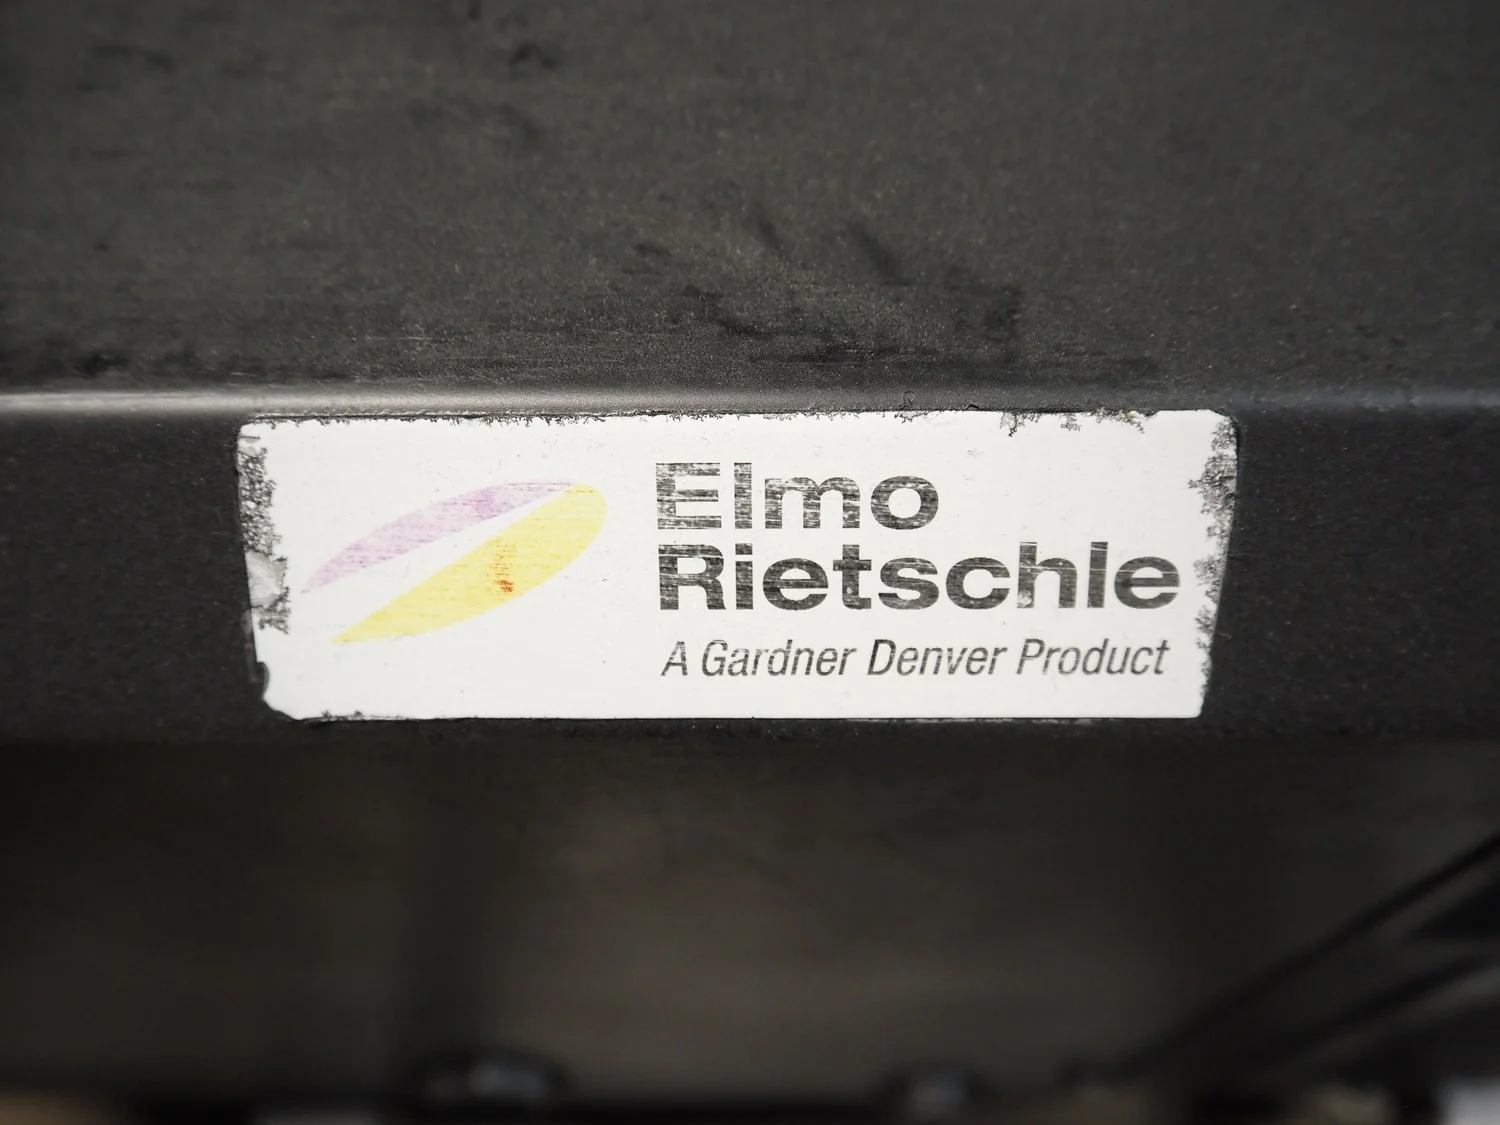 Elmo
Rietschle
A Gardner Denver Product